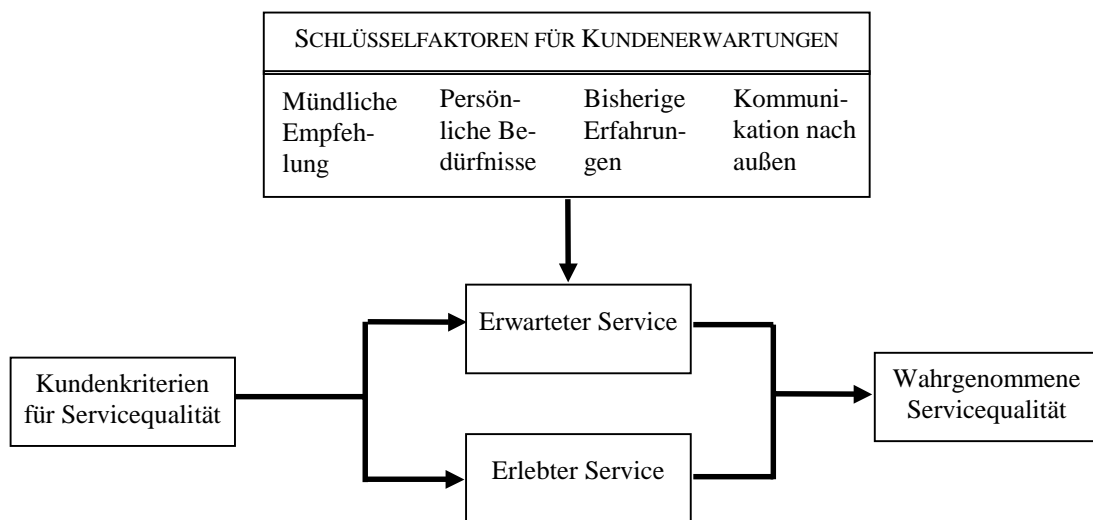 SCHLÜSSELFAKTOREN FÜR KUNDENERWARTUNGEN
Mündliche
Empfeh-
lung
Persön-
liche Be-
dürfnisse
Bisherige
Erfahrun-
gen
Kommuni-
kation nach
außen
Erwarteter Service
Kundenkriterien
für Servicequalität
Wahrgenommene
Servicequalität
Erlebter Service